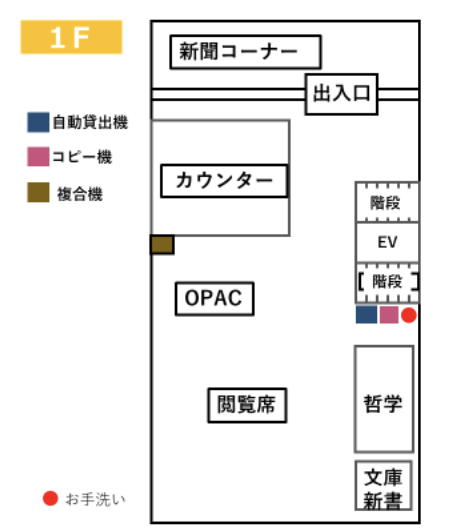 1F
新聞コーナー
出入口
自動貸出機
コピー機
複合機
カウンター
階段
EV
階段
OPAC
閲覧席
哲学
文庫
新書
お手洗い